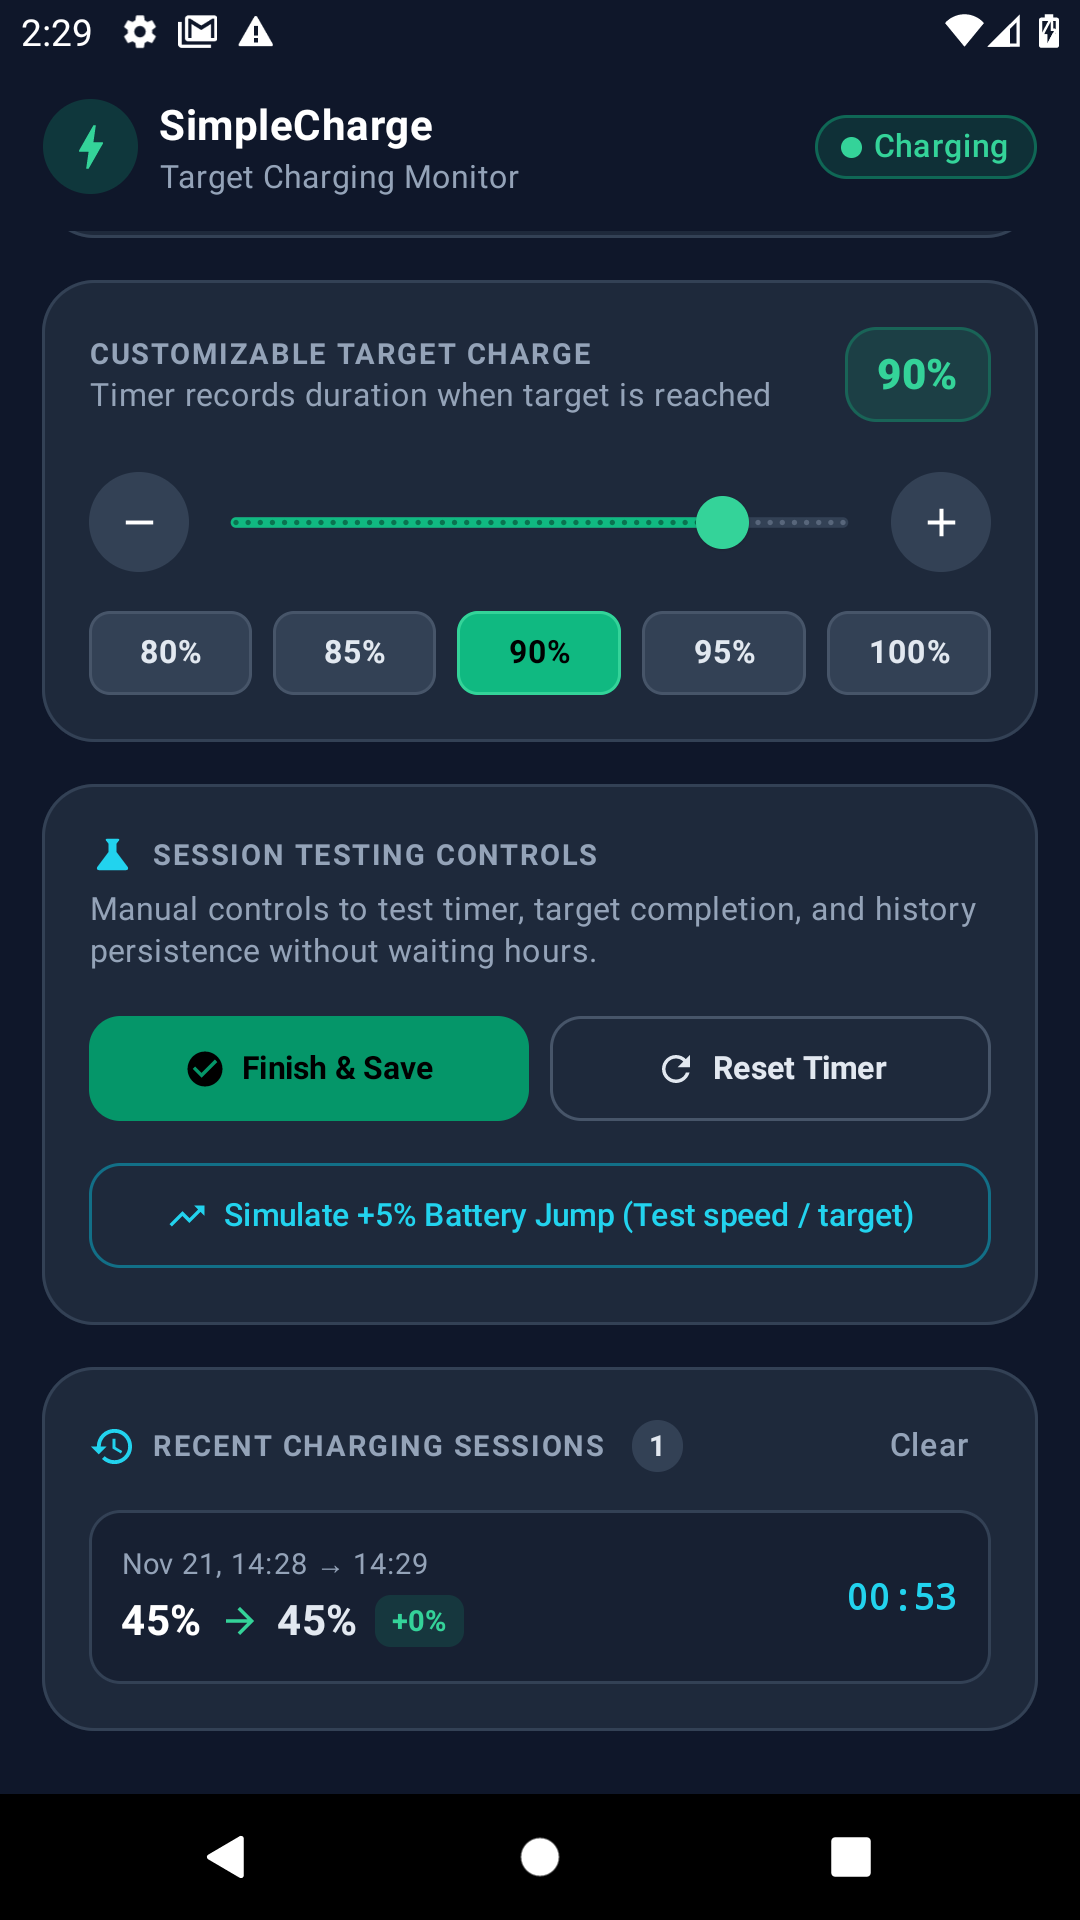 2:29
SimpleCharge
Target Charging Monitor
Charging
CUSTOMIZABLE TARGET CHARGE
Timer records duration when target is reached
90%
80%
85%
90%
95%
100%
SESSION TESTING CONTROLS
Manual controls to test timer, target completion, and history
persistence without waiting hours.
Finish & Save
Reset Timer
Simulate +5% Battery Jump (Test speed / target)
RECENT CHARGING SESSIONS
1
Clear
Nov 21, 14:28 → 14:29
45% → 45% +0%
00:53